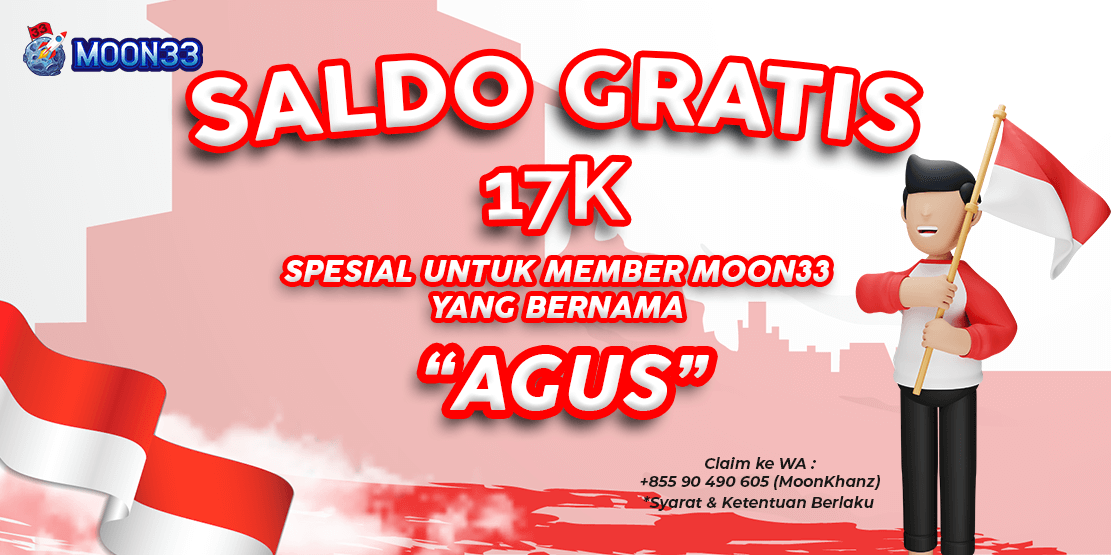 33
MOON33
SALDO GRATIS
17K
SPESIAL UNTUK MEMBER MOON33
YANG BERNAMA
“AGUS”
Claim ke WA :
+855 90 490 605 (MoonKhanz)
*Syarat & Ketentuan Berlaku